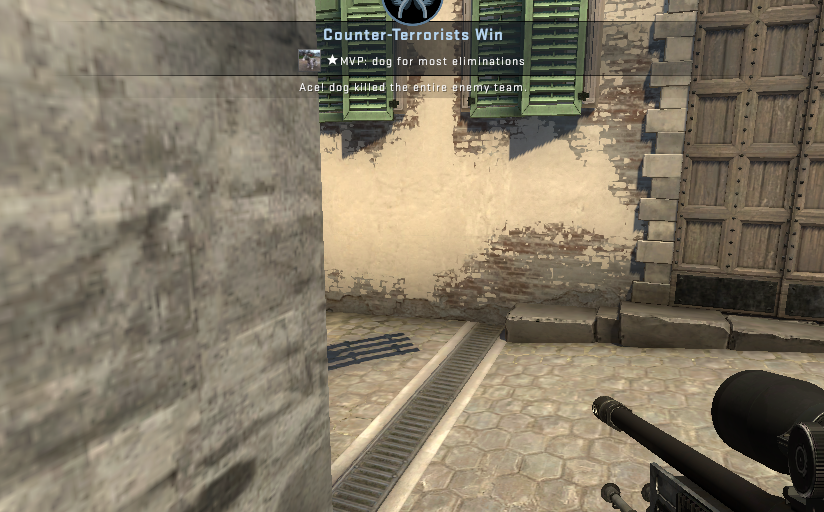 Counter-Terrorists Win
★MVP: dog for most eliminations
Ace! dog killed the entire enemy team.